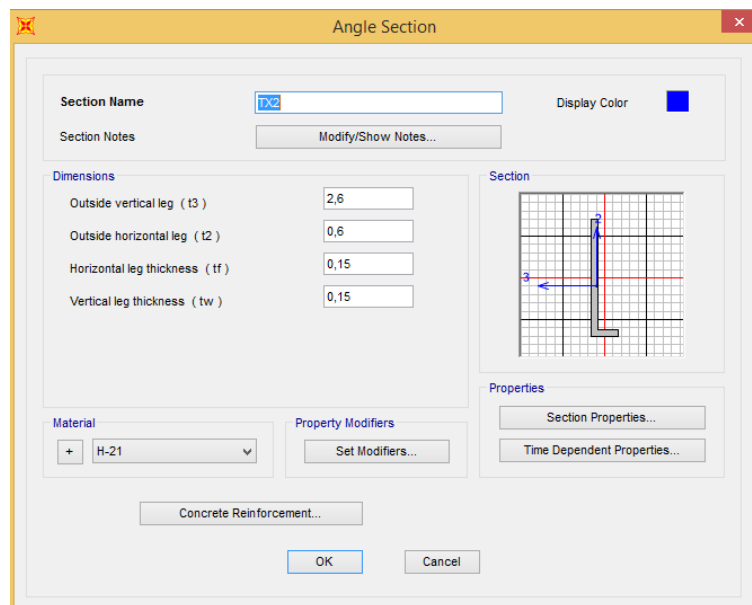 Angle Section
Section Name TX2 Display Color
Section Notes Modify/Show Notes...
Dimensions
Outside vertical leg ( t3 ) 2,6
Outside horizontal leg ( t2 ) 0,6
Horizontal leg thickness ( tf ) 0,15
Vertical leg thickness ( tw ) 0,15
Section
2
3
Properties
Section Properties...
Time Dependent Properties...
Material
+ H-21
Property Modifiers
Set Modifiers...
Concrete Reinforcement...
OK Cancel